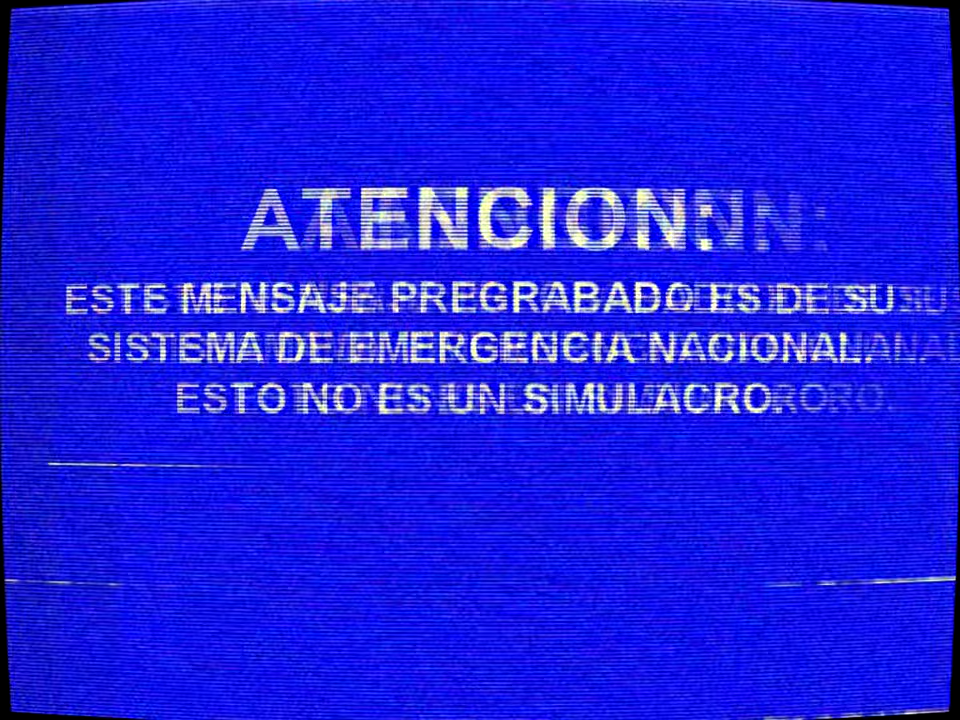 ATENCION:
ESTE MENSAJE PREGRABADO ES DE SU
SISTEMA DE EMERGENCIA NACIONAL.
ESTO NO ES UN SIMULACRO.